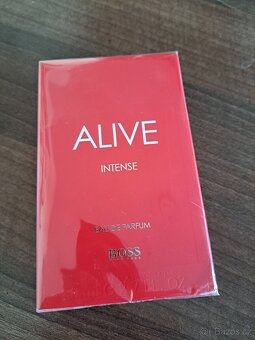 ALIVE
INTENSE
EAU DE PARFUM
BOSS